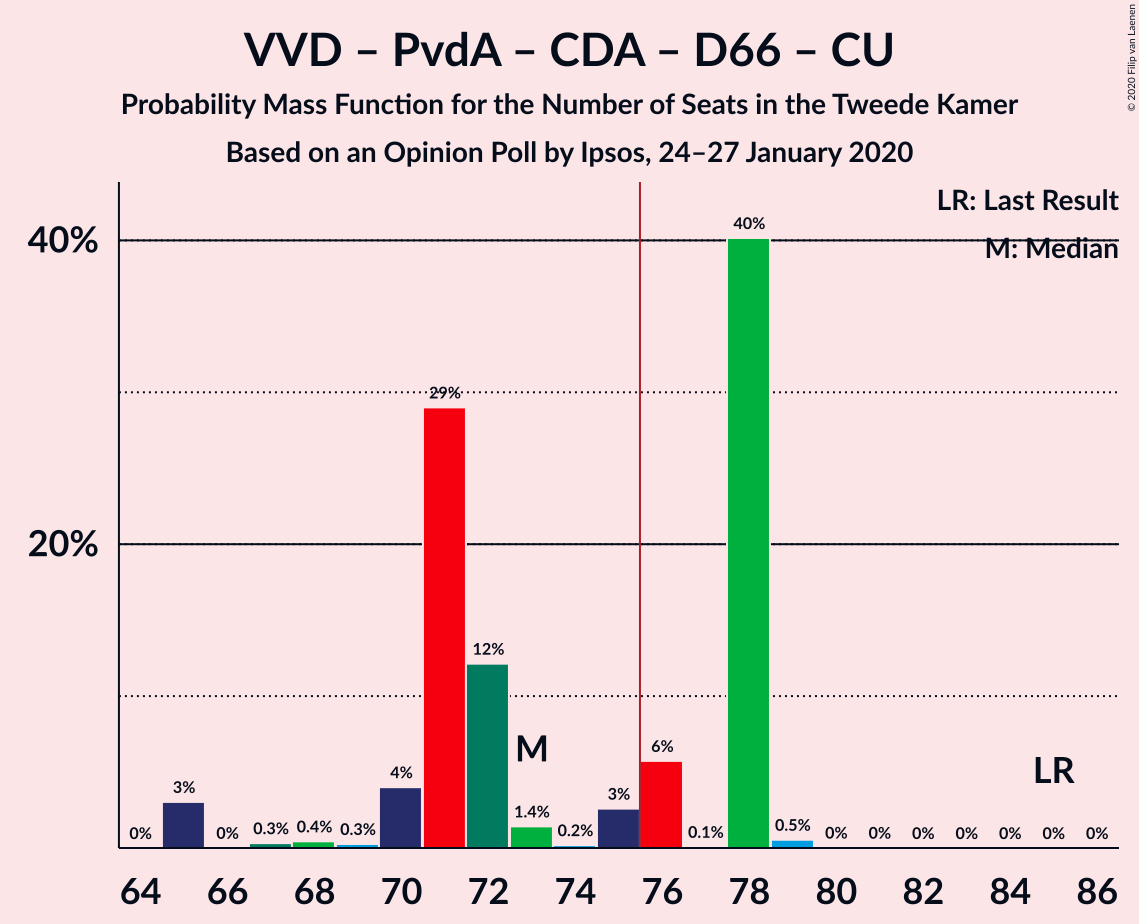 VVD – PvdA – CDA – D66 – CU
Probability Mass Function for the Number of Seats in the Tweede Kamer
Based on an Opinion Poll by Ipsos, 24–27 January 2020
© 2020 Filip van Laenen
LR: Last Result
M: Median
40%
20%
0%
3%
0%
0.3%
0.4%
0.3%
4%
29%
12%
1.4%
0.2%
3%
6%
0.1%
40%
0.5%
0%
0%
0%
0%
0%
0%
0%
M
LR
64 66 68 70 72 74 76 78 80 82 84 86